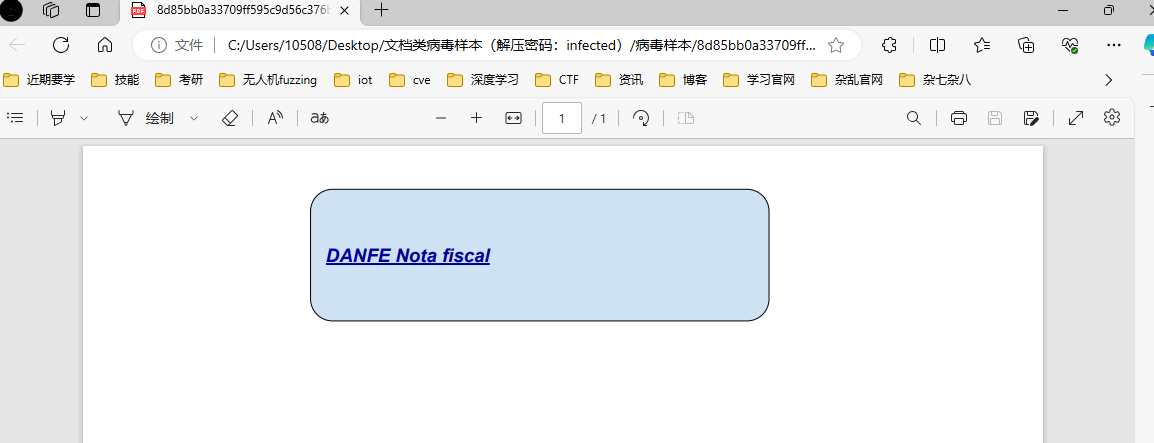 8d85bb0a33709ff595c9d56c376b
文件 C:/Users/10508/Desktop/文档类病毒样本（解压密码：infected）/病毒样本/8d85bb0a33709ff...
近期要学 技能 考研 无人机fuzzing iot cve 深度学习 CTF 资讯 博客 学习官网 杂乱官网 杂七杂八
绘制 A aあ 1 / 1
DANFE Nota fiscal